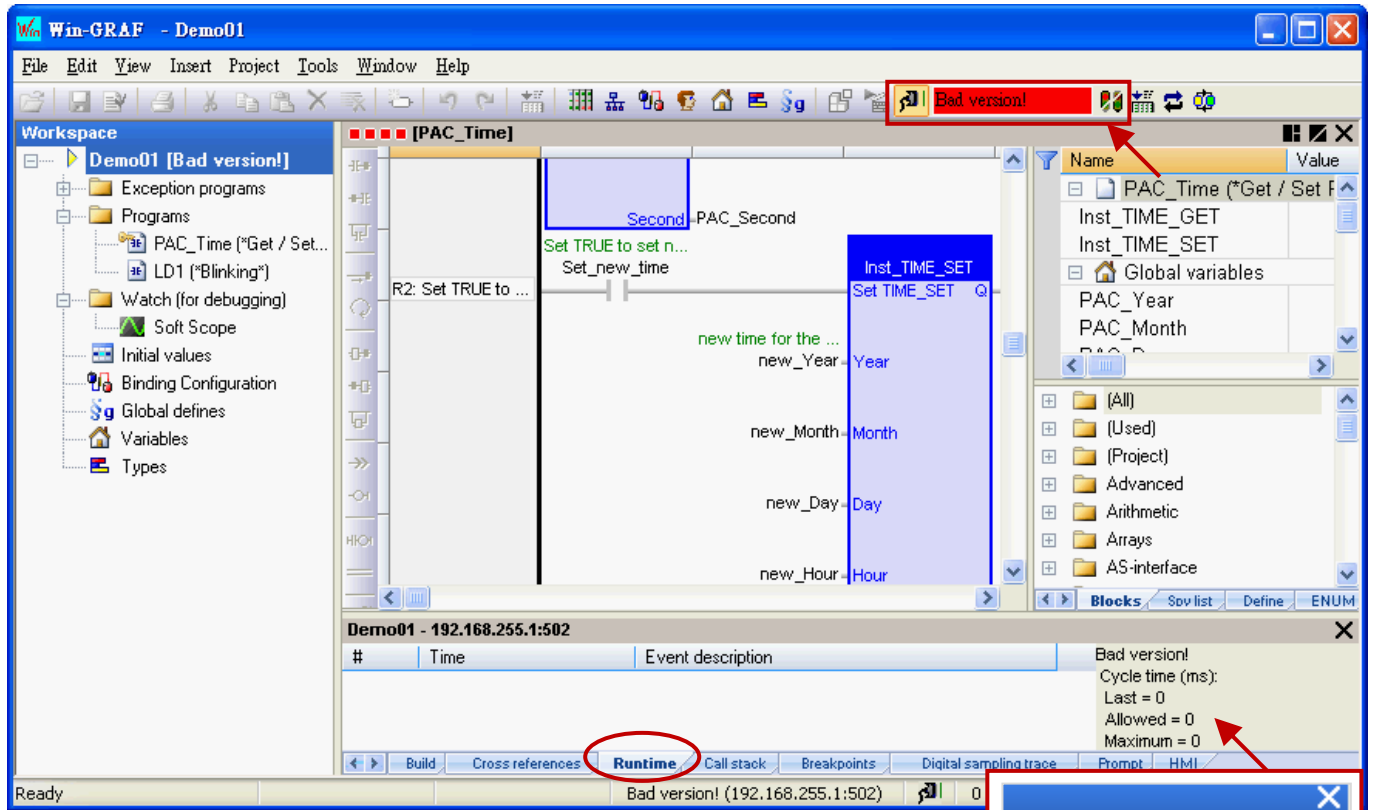 Win-GRAF - Demo01
File Edit View Insert Project Tools Window Help
Bad version!
Workspace
Demo01 [Bad version!]
Exception programs
Programs
PAC_Time (*Get / Set...
LD1 (*Blinking*)
Watch (for debugging)
Soft Scope
Initial values
Binding Configuration
Global defines
Variables
Types
[PAC_Time]
Second PAC_Second
Set TRUE to set n...
Set_new_time
Inst_TIME_SET
R2: Set TRUE to ...
Set TIME_SET Q
new time for the ...
new_Year Year
new_Month Month
new_Day Day
new_Hour Hour
Name Value
PAC_Time (*Get / Set
Inst_TIME_GET
Inst_TIME_SET
Global variables
PAC_Year
PAC_Month
(All)
(Used)
(Project)
Advanced
Arithmetic
Arrays
AS-interface
Blocks Spy list Define ENUM
Demo01 - 192.168.255.1:502
# Time Event description
Bad version!
Cycle time (ms):
Last = 0
Allowed = 0
Maximum = 0
Build Cross references Runtime Call stack Breakpoints Digital sampling trace Prompt HMI
Ready Bad version! (192.168.255.1:502) 0